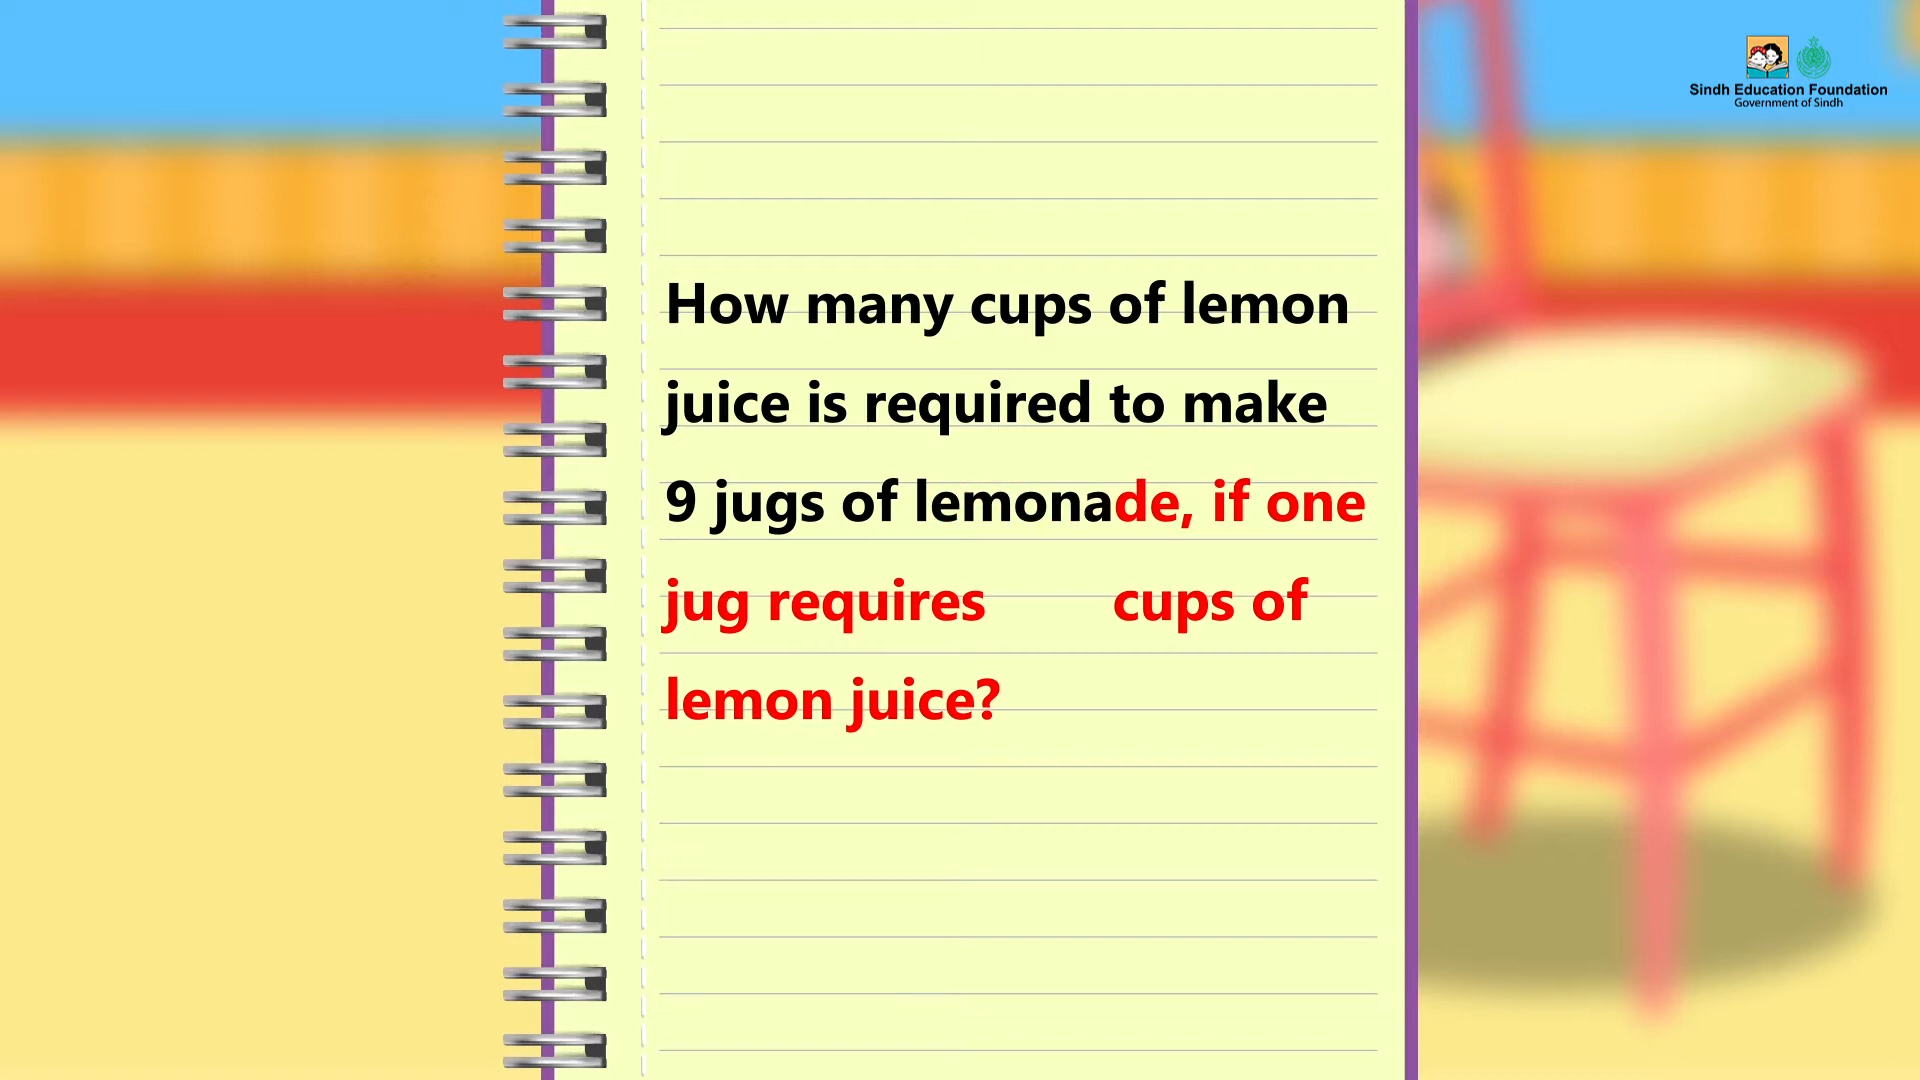 Sindh Education Foundation
Government of Sindh
How many cups of lemon
juice is required to make
9 jugs of lemonade, if one
jug requires cups of
lemon juice?